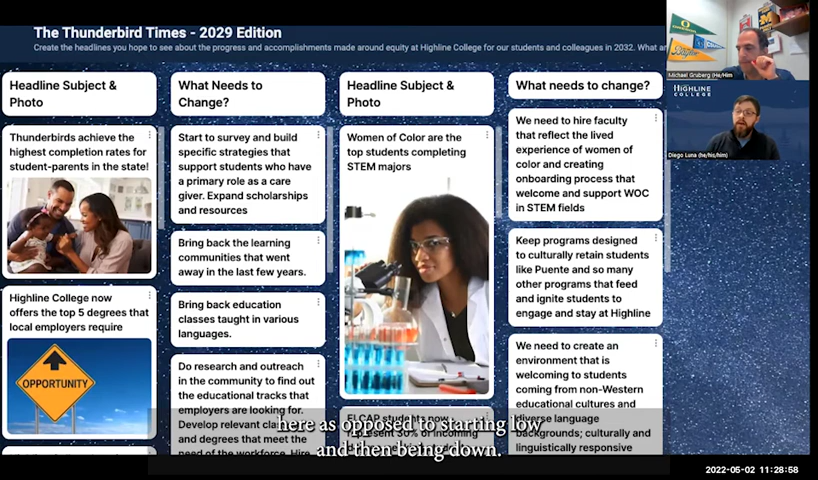 The Thunderbird Times - 2029 Edition
Create the headlines you hope to see about the progress and accomplishments made around equity at Highline College for our students and colleagues in 2032. What
Headline Subject &
Photo
Thunderbirds achieve the
highest completion rates for
student-parents in the state!
Highline College now
offers the top 5 degrees that
local employers require
OPPORTUNITY
What Needs to
Change?
Start to survey and build
specific strategies that
support students who have
a primary role as a care
giver. Expand scholarships
and resources
Bring back the learning
communities that went
away in the last few years.
Bring back education
classes taught in various
languages.
Do research and outreach
in the community to find out
the educational tracks that
employers are looking for.
Develop relevant
and degrees that meet the
need of the workforce. Hire
Headline Subject &
Photo
Women of Color are the
top students completing
STEM majors
ELCAP students now
represent 30% of incoming
What needs to change?
We need to hire faculty
that reflect the lived
experience of women of
color and creating
onboarding process that
welcome and support WOC
in STEM fields
Keep programs designed
to culturally retain students
like Puente and so many
other programs that feed
and ignite students to
engage and stay at Highline
We need to create an
environment that is
welcoming to students
coming from non-Western
educational cultures and
diverse language
backgrounds; culturally and
linguistically responsive
here as opposed to starting low
and then being down.
Michael Gruberg (He/Him
HIGHLINE
COLLEGE
Diego Luna (he/his/him)
2022-05-02 11:28:58